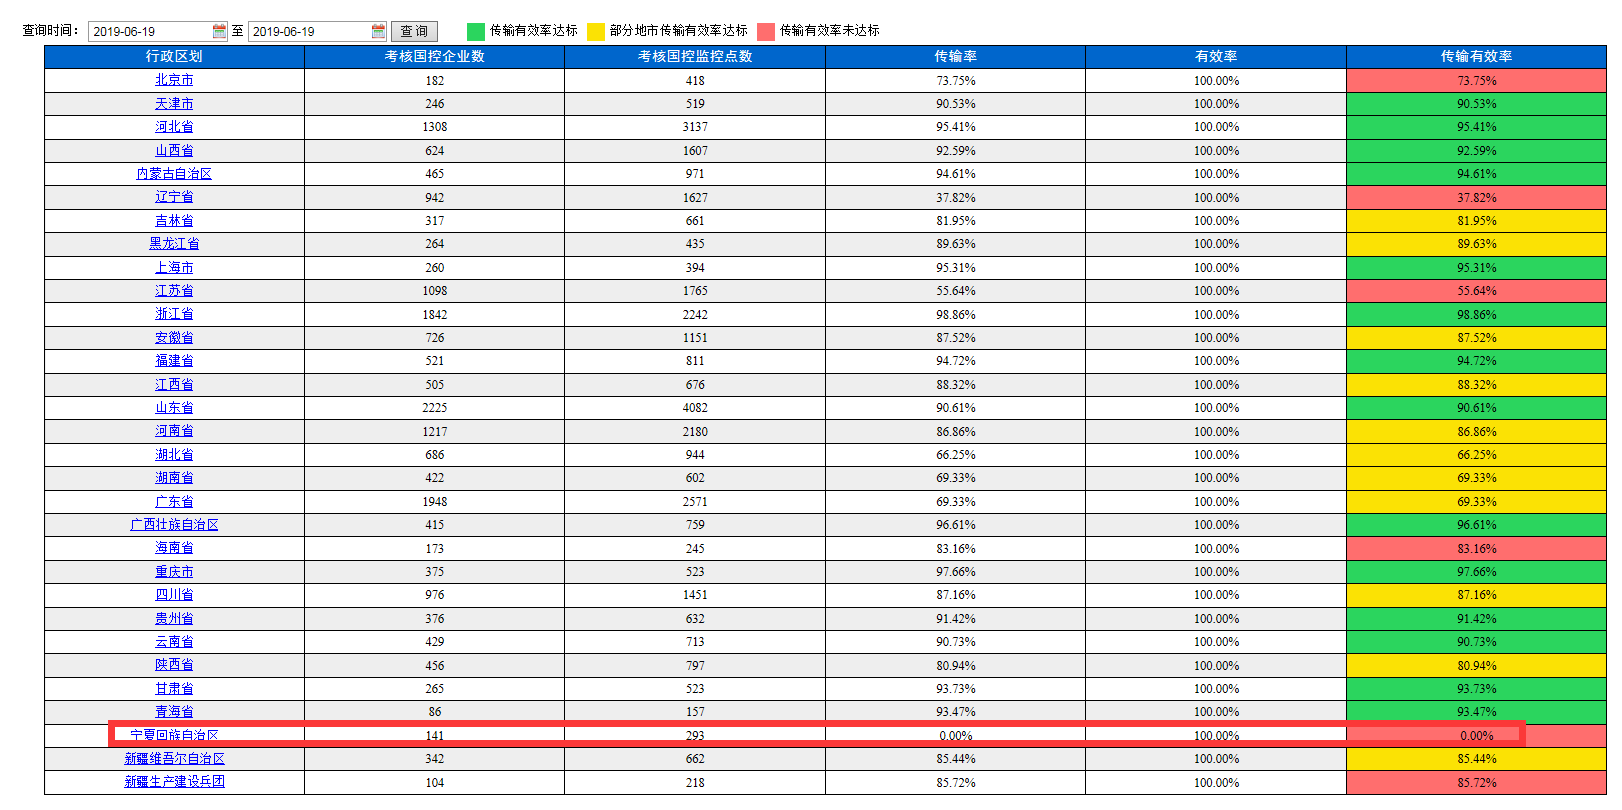 查询时间： 2019-06-19 至 2019-06-19 查 询 传输有效率达标 部分地市传输有效率达标 传输有效率未达标
行政区划 考核国控企业数 考核国控监控点数 传输率 有效率 传输有效率
北京市 182 418 73.75% 100.00% 73.75%
天津市 246 519 90.53% 100.00% 90.53%
河北省 1308 3137 95.41% 100.00% 95.41%
山西省 624 1607 92.59% 100.00% 92.59%
内蒙古自治区 465 971 94.61% 100.00% 94.61%
辽宁省 942 1627 37.82% 100.00% 37.82%
吉林省 317 661 81.95% 100.00% 81.95%
黑龙江省 264 435 89.63% 100.00% 89.63%
上海市 260 394 95.31% 100.00% 95.31%
江苏省 1098 1765 55.64% 100.00% 55.64%
浙江省 1842 2242 98.86% 100.00% 98.86%
安徽省 726 1151 87.52% 100.00% 87.52%
福建省 521 811 94.72% 100.00% 94.72%
江西省 505 676 88.32% 100.00% 88.32%
山东省 2225 4082 90.61% 100.00% 90.61%
河南省 1217 2180 86.86% 100.00% 86.86%
湖北省 686 944 66.25% 100.00% 66.25%
湖南省 422 602 69.33% 100.00% 69.33%
广东省 1948 2571 69.33% 100.00% 69.33%
广西壮族自治区 415 759 96.61% 100.00% 96.61%
海南省 173 245 83.16% 100.00% 83.16%
重庆市 375 523 97.66% 100.00% 97.66%
四川省 976 1451 87.16% 100.00% 87.16%
贵州省 376 632 91.42% 100.00% 91.42%
云南省 429 713 90.73% 100.00% 90.73%
陕西省 456 797 80.94% 100.00% 80.94%
甘肃省 265 523 93.73% 100.00% 93.73%
青海省 86 157 93.47% 100.00% 93.47%
宁夏回族自治区 141 293 0.00% 100.00% 0.00%
新疆维吾尔自治区 342 662 85.44% 100.00% 85.44%
新疆生产建设兵团 104 218 85.72% 100.00% 85.72%